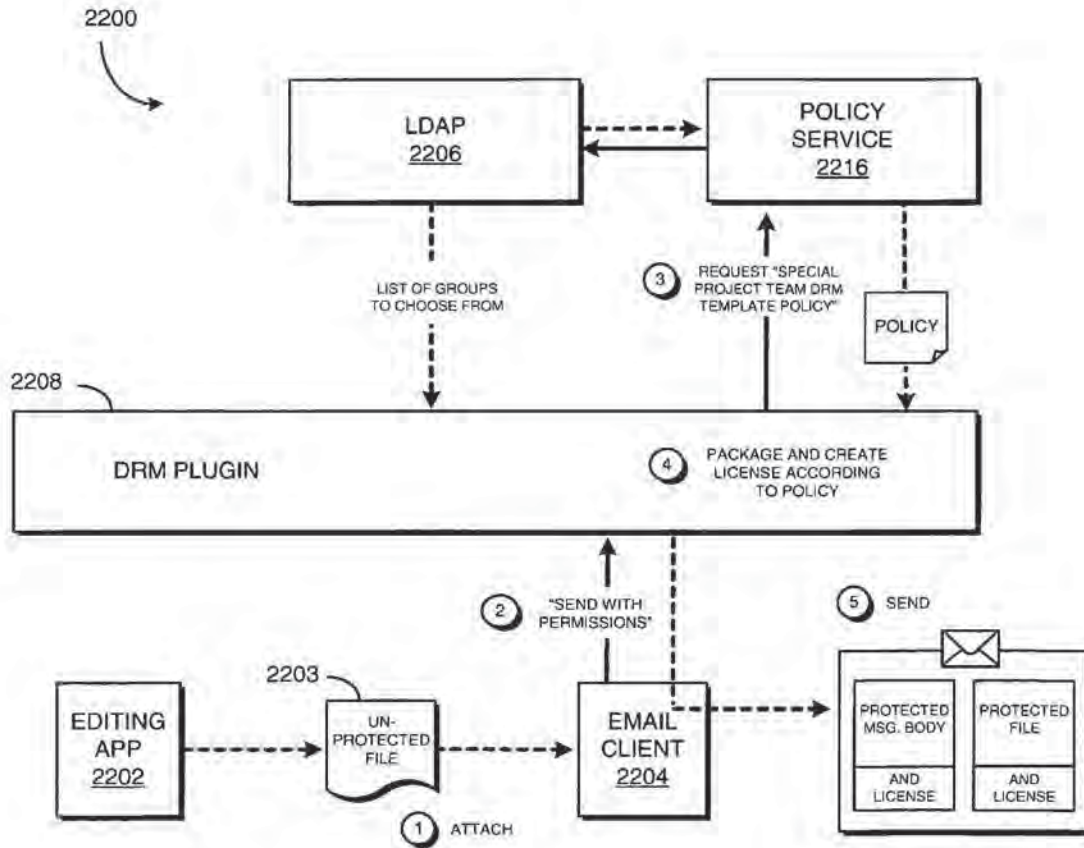 2200
LDAP
2206
POLICY
SERVICE
2216
LIST OF GROUPS
TO CHOOSE FROM
3
REQUEST "SPECIAL
PROJECT TEAM DRM
TEMPLATE POLICY"
POLICY
2208
DRM PLUGIN
4
PACKAGE AND CREATE
LICENSE ACCORDING
TO POLICY
2
"SEND WITH
PERMISSIONS"
5 SEND
2203
EDITING
APP
2202
UN-
PROTECTED
FILE
EMAIL
CLIENT
2204
PROTECTED
MSG. BODY
AND
LICENSE
PROTECTED
FILE
AND
LICENSE
1 ATTACH